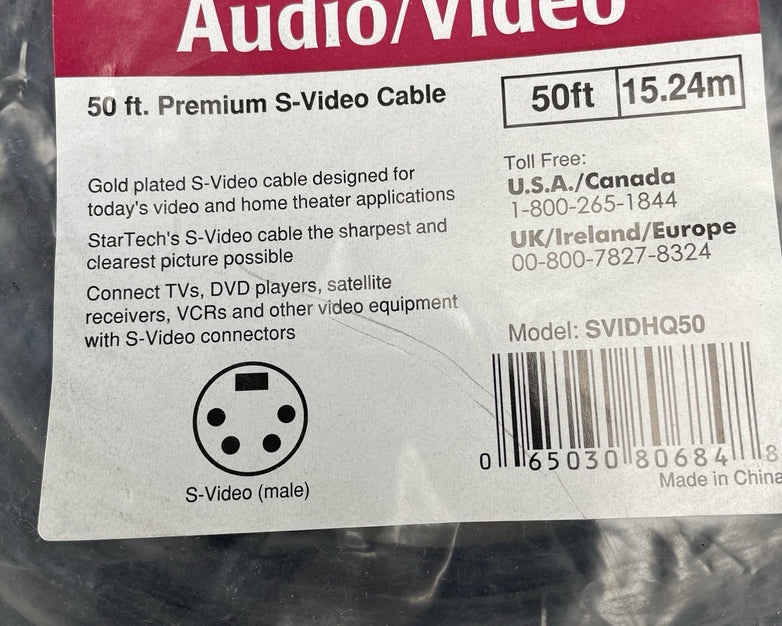 Audio/Video
50 ft. Premium S-Video Cable
50ft 15.24m
Gold plated S-Video cable designed for
today's video and home theater applications
StarTech's S-Video cable the sharpest and
clearest picture possible
Connect TVs, DVD players, satellite
receivers, VCRs and other video equipment
with S-Video connectors
S-Video (male)
Toll Free:
U.S.A./Canada
1-800-265-1844
UK/Ireland/Europe
00-800-7827-8324
Model: SVIDHQ50
0 65030 80684 8
Made in China